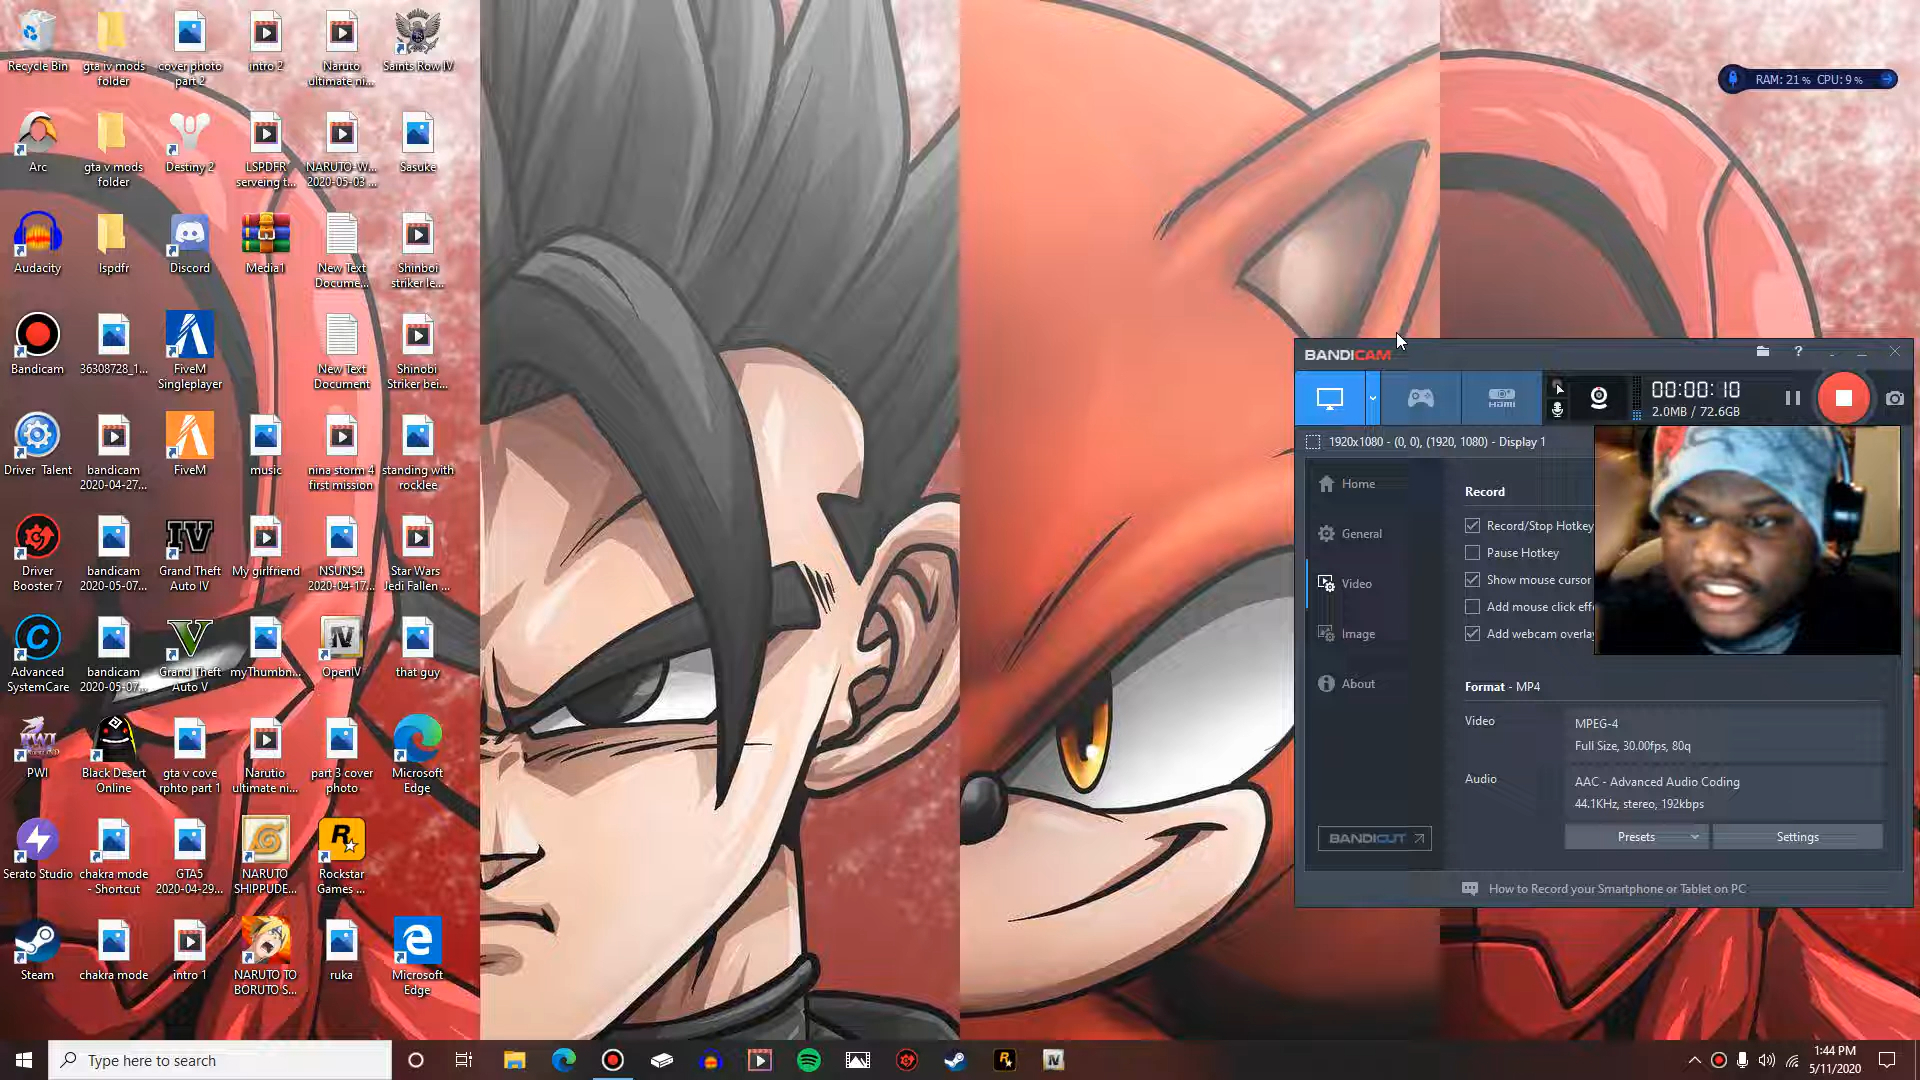 Recycle Bin
gta iv mods
folder
cover photo
part 2
intro 2
Naruto
ultimate ni...
Saints Row IV
Arc
gta v mods
folder
Destiny 2
LSPDFR
serveing t...
NARUTO-W...
2020-05-03 ...
Sasuke
Audacity
lspdfr
Discord
Media1
New Text
Docume...
Shinboi
striker le...
Bandicam
36308728_1...
FiveM
Singleplayer
New Text
Document
Shinobi
Striker bei...
Driver Talent
bandicam
2020-04-27...
FiveM
music
nina storm 4
first mission
standing with
rocklee
Driver
Booster 7
bandicam
2020-05-07...
Grand Theft
Auto IV
My girlfriend
NSUNS4
2020-04-17...
Star Wars
Jedi Fallen ...
Advanced
SystemCare
bandicam
2020-05-07...
Grand Theft
Auto V
myThumbn...
OpenIV
that guy
PWI
Black Desert
Online
gta v cove
rphto part 1
Narutio
ultimate ni...
part 3 cover
photo
Microsoft
Edge
Serato Studio
chakra mode
- Shortcut
GTA5
2020-04-29...
NARUTO
SHIPPUDE...
Rockstar
Games ...
Steam
chakra mode
intro 1
NARUTO TO
BORUTO S...
ruka
Microsoft
Edge
RAM: 21 % CPU: 9 %
BANDICAM
?
HDMI
00:00:10
2.0MB / 72.6GB
1920x1080 - (0, 0), (1920, 1080) - Display 1
Home
General
Video
Image
About
BANDICUT
Record
Record/Stop Hotkey
Pause Hotkey
Show mouse cursor
Add mouse click eff
Add webcam overlay
Format - MP4
Video
MPEG-4
Full Size, 30.00fps, 80q
Audio
AAC - Advanced Audio Coding
44.1KHz, stereo, 192kbps
Presets
Settings
How to Record your Smartphone or Tablet on PC
Type here to search
1:44 PM
5/11/2020